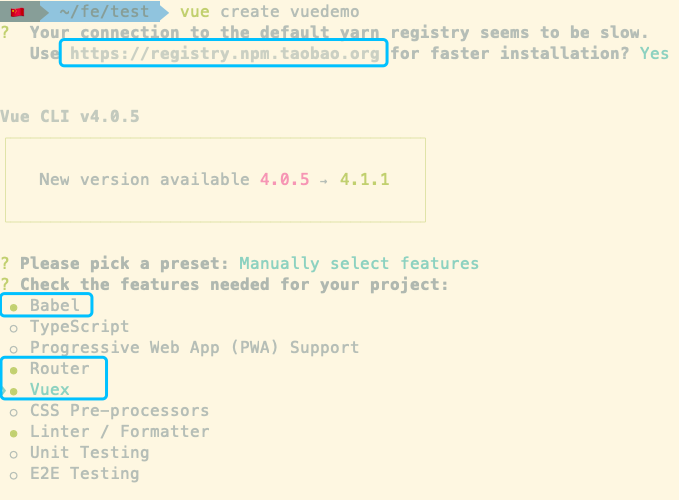 ~/fe/test vue create vuedemo
? Your connection to the default yarn registry seems to be slow.
Use https://registry.npm.taobao.org for faster installation? Yes
Vue CLI v4.0.5
New version available 4.0.5 → 4.1.1
? Please pick a preset: Manually select features
? Check the features needed for your project:
● Babel
○ TypeScript
○ Progressive Web App (PWA) Support
● Router
❯● Vuex
○ CSS Pre-processors
● Linter / Formatter
○ Unit Testing
○ E2E Testing